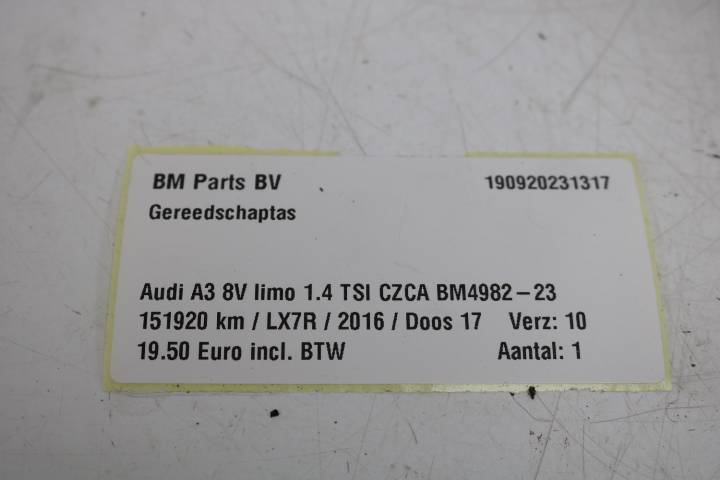 BM Parts BV 190920231317
Gereedschaptas
Audi A3 8V limo 1.4 TSI CZCA BM4982-23
151920 km / LX7R / 2016 / Doos 17 Verz: 10
19.50 Euro incl. BTW Aantal: 1